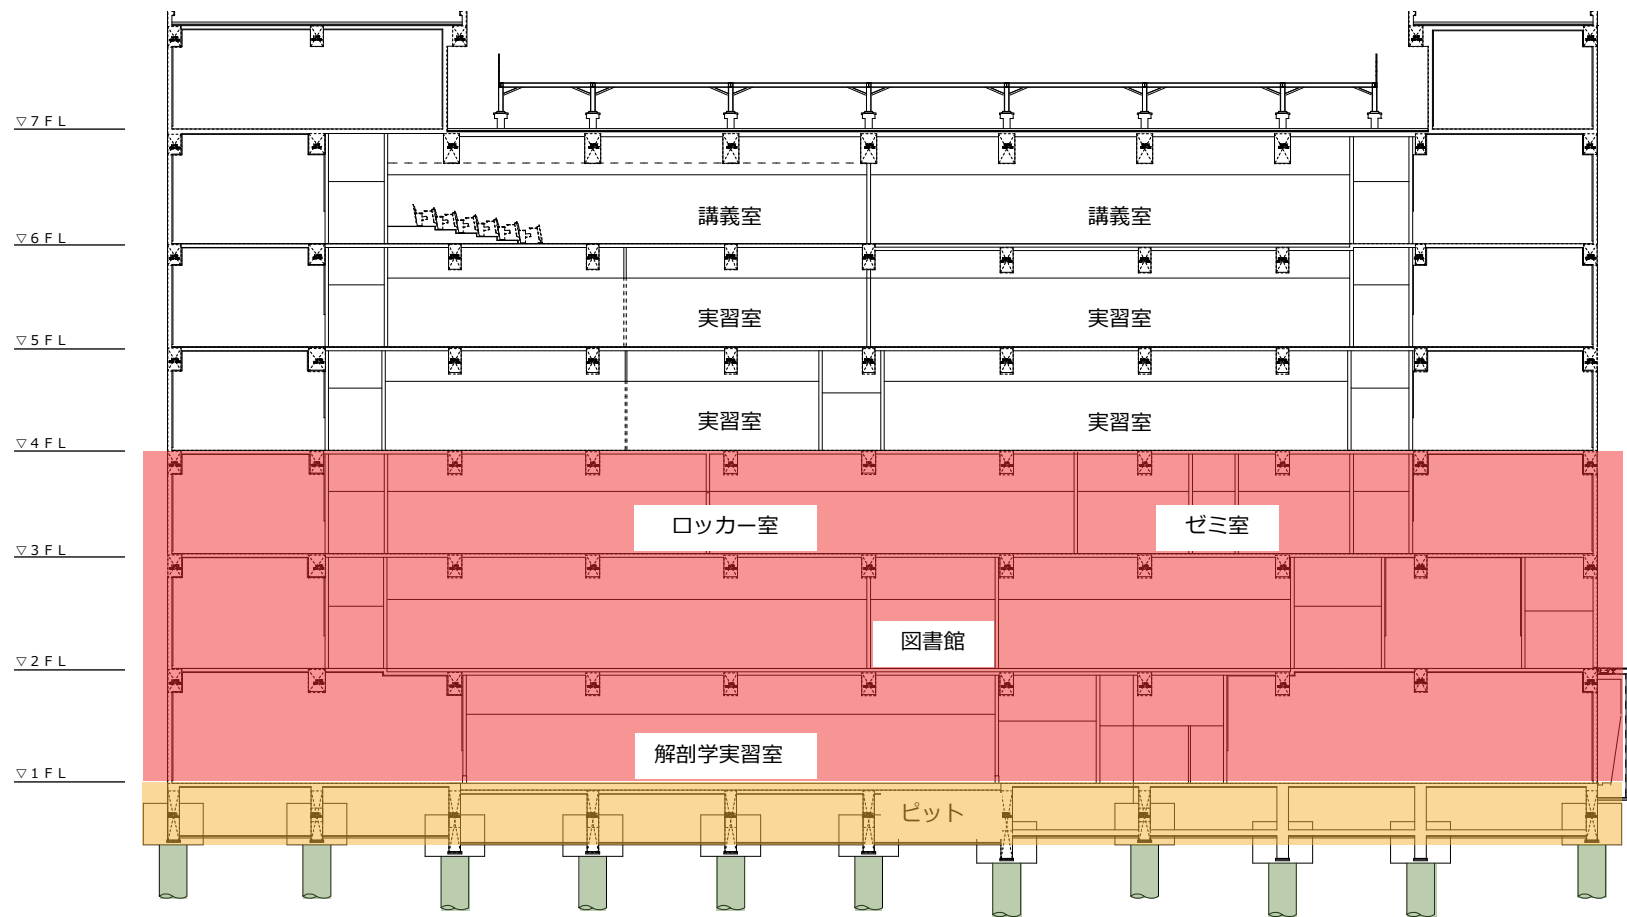 ▽7FL
講義室 講義室
▽6FL
実習室 実習室
▽5FL
実習室 実習室
▽4FL
ロッカー室 ゼミ室
▽3FL
図書館
▽2FL
解剖学実習室
▽1FL
ピット